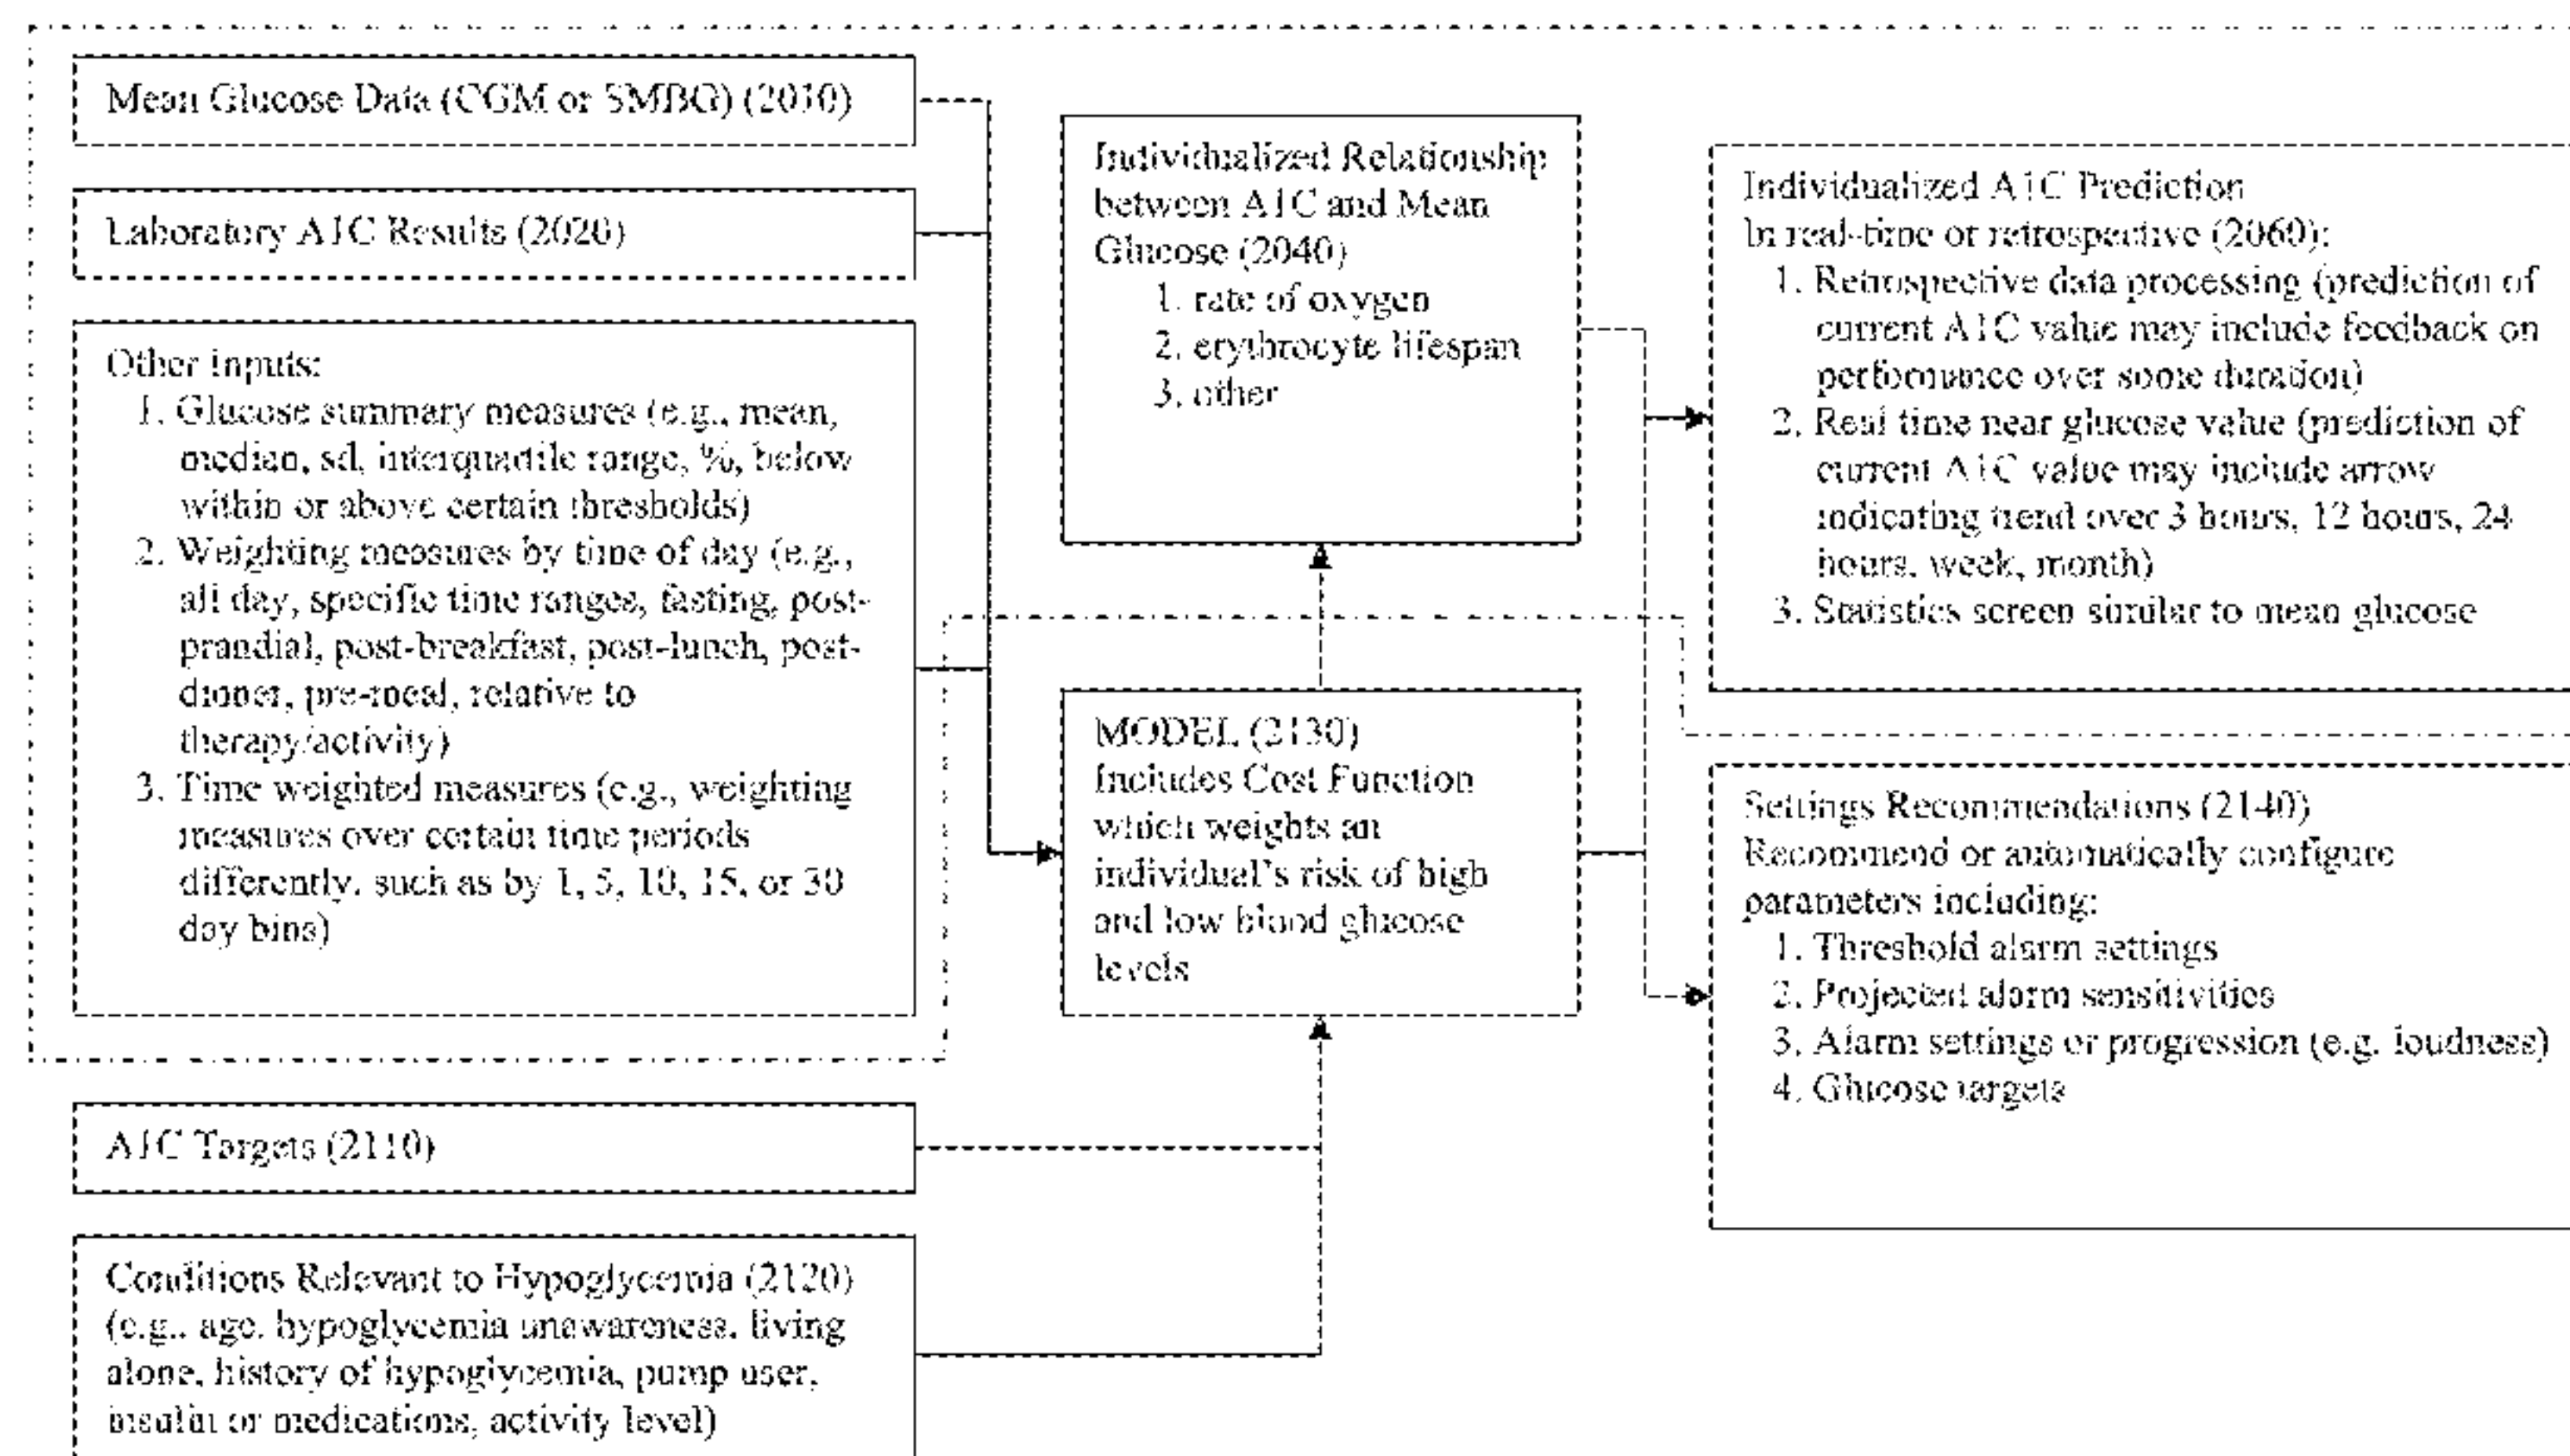 Mean Glucose Data (CGM or SMBG) (2010)
Laboratory A1C Results (2020)
Other Inputs:
1. Glucose summary measures (e.g., mean,
median, sd, interquartile range, %, below
within or above certain thresholds)
2. Weighting measures by time of day (e.g.,
all day, specific time ranges, fasting, post-
prandial, post-breakfast, post-lunch, post-
dinner, pre-meal, relative to
therapy/activity)
3. Time weighted measures (e.g., weighting
measures over certain time periods
differently, such as by 1, 5, 10, 15, or 30
day bins)
A1C Targets (2110)
Conditions Relevant to Hypoglycemia (2120)
(e.g., age, hypoglycemia unawareness, living
alone, history of hypoglycemia, pump user,
insulin or medications, activity level)
Individualized Relationship
between A1C and Mean
Glucose (2040)
1. rate of oxygen
2. erythrocyte lifespan
3. other
MODEL (2130)
Includes Cost Function
which weights an
individual's risk of high
and low blood glucose
levels
Individualized A1C Prediction
In real-time or retrospective (2060):
1. Retrospective data processing (prediction of
current A1C value may include feedback on
performance over some duration)
2. Real time near glucose value (prediction of
current A1C value may include arrow
indicating trend over 3 hours, 12 hours, 24
hours, week, month)
3. Statistics screen similar to mean glucose
Settings Recommendations (2140)
Recommend or automatically configure
parameters including:
1. Threshold alarm settings
2. Projected alarm sensitivities
3. Alarm settings or progression (e.g. loudness)
4. Glucose targets